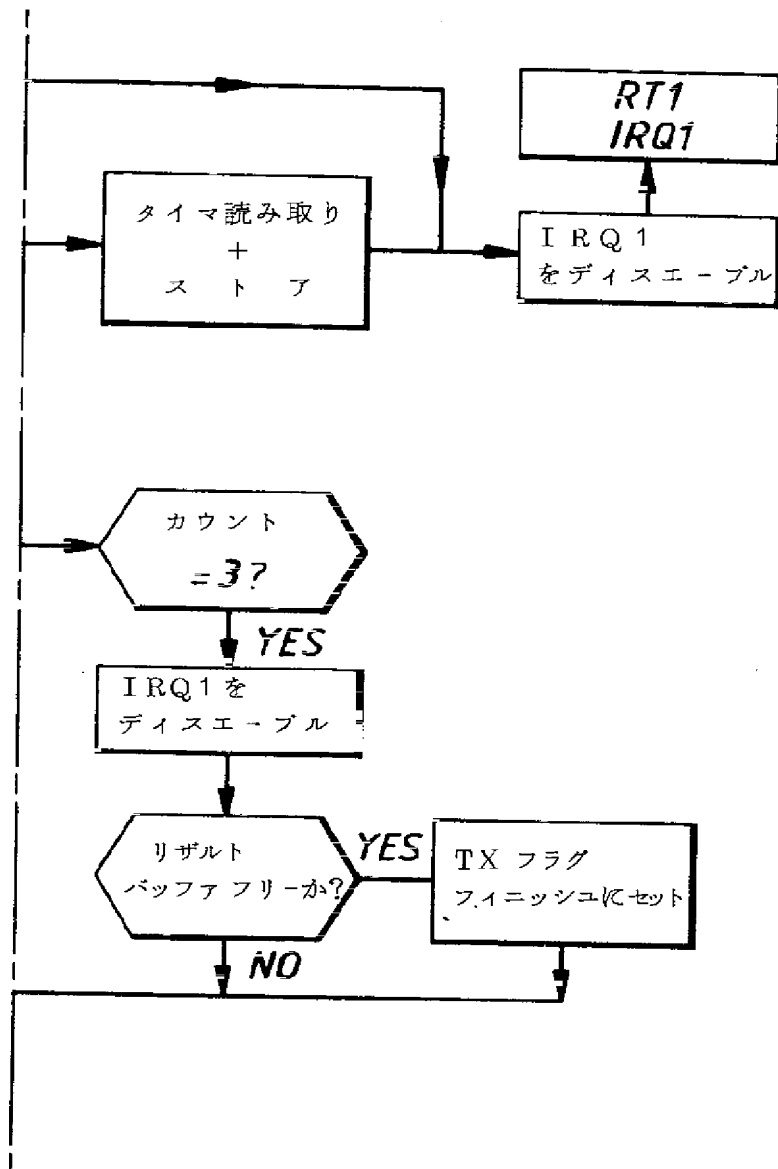 RT1
IRQ1
タイマ読み取り
+
ストア
IRQ1
をディスエーブル
カウント
=3?
YES
IRQ1を
ディスエーブル
リザルト
バッファフリーか?
YES
TX フラグ
フィニッシュにセット
NO